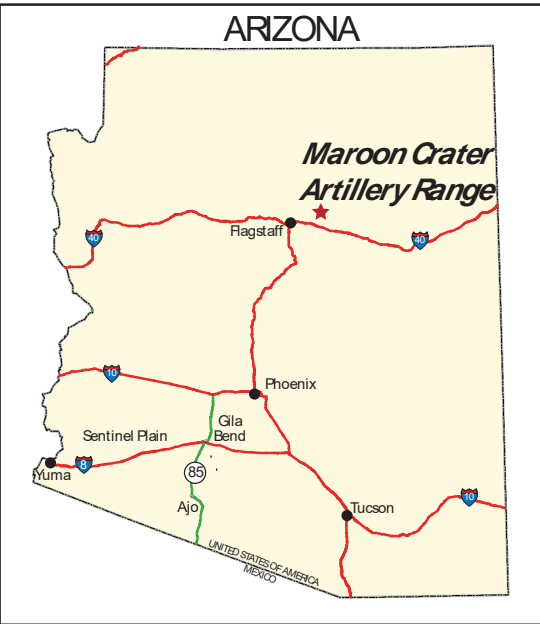 ARIZONA
Maroon Crater
Artillery Range
Flagstaff
40
40
10
Phoenix
Gila
Bend
Sentinel Plain
8
Yuma
85
10
Ajo
Tucson
UNITED STATES OF AMERICA
MEXICO